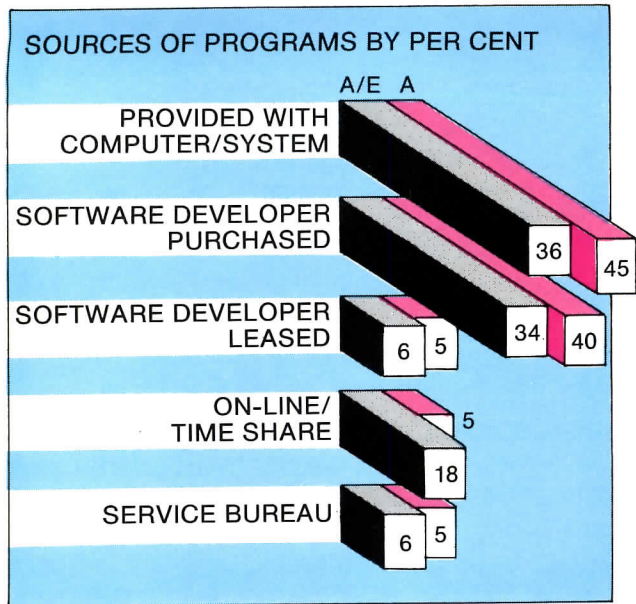 SOURCES OF PROGRAMS BY PER CENT
A/E A
PROVIDED WITH
COMPUTER/SYSTEM
36 45
SOFTWARE DEVELOPER
PURCHASED
34 40
SOFTWARE DEVELOPER
LEASED
6 5
ON-LINE/
TIME SHARE
5
18
SERVICE BUREAU
6 5